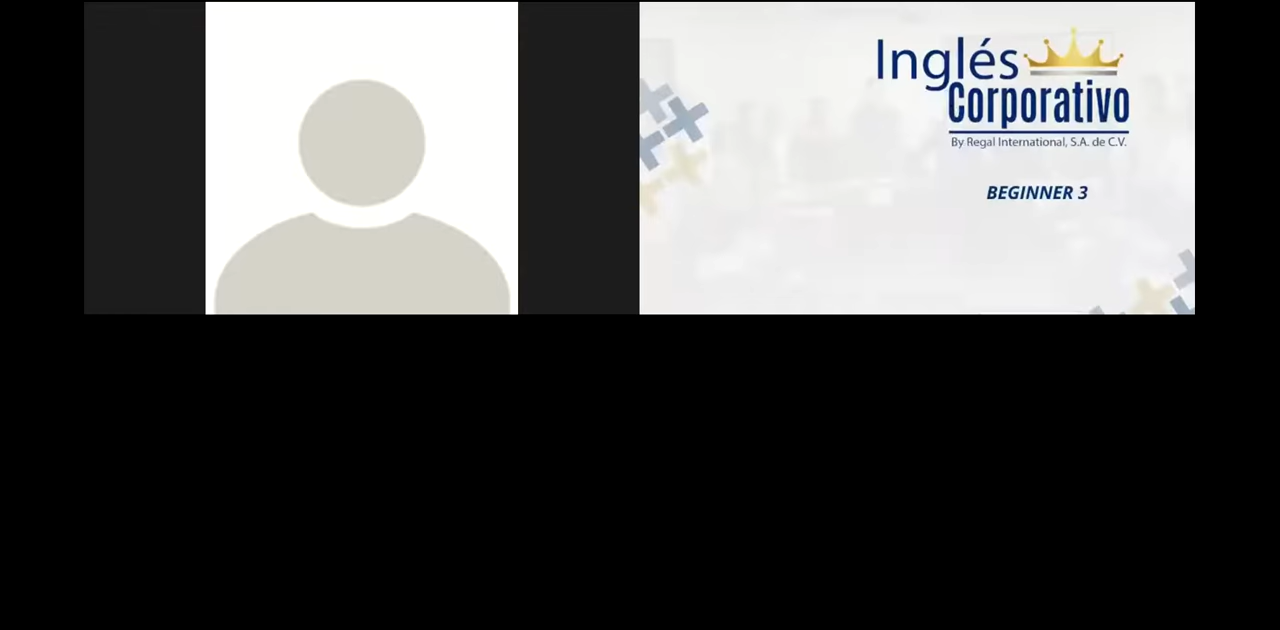 Inglés
Corporativo
By Regal International, S.A. de C.V.
BEGINNER 3